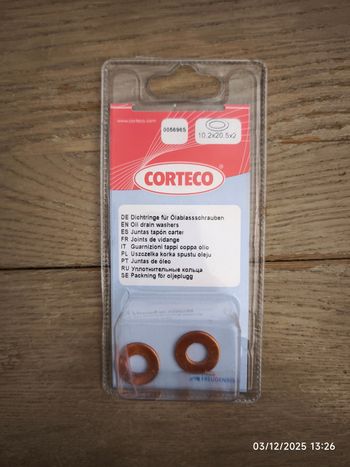 www.corteco.com
005696S
10.2x20.5x2
CORTECO®
DE Dichtringe für Ölablassschrauben
EN Oil drain washers
ES Juntas tapón carter
FR Joints de vidange
IT Guarnizioni tappi coppa olio
PL Uszczelka korka spustu oleju
PT Juntas de óleo
RU Уплотнительные кольца
SE Packning för oljeplugg
FREUDENBERG
03/12/2025 13:26